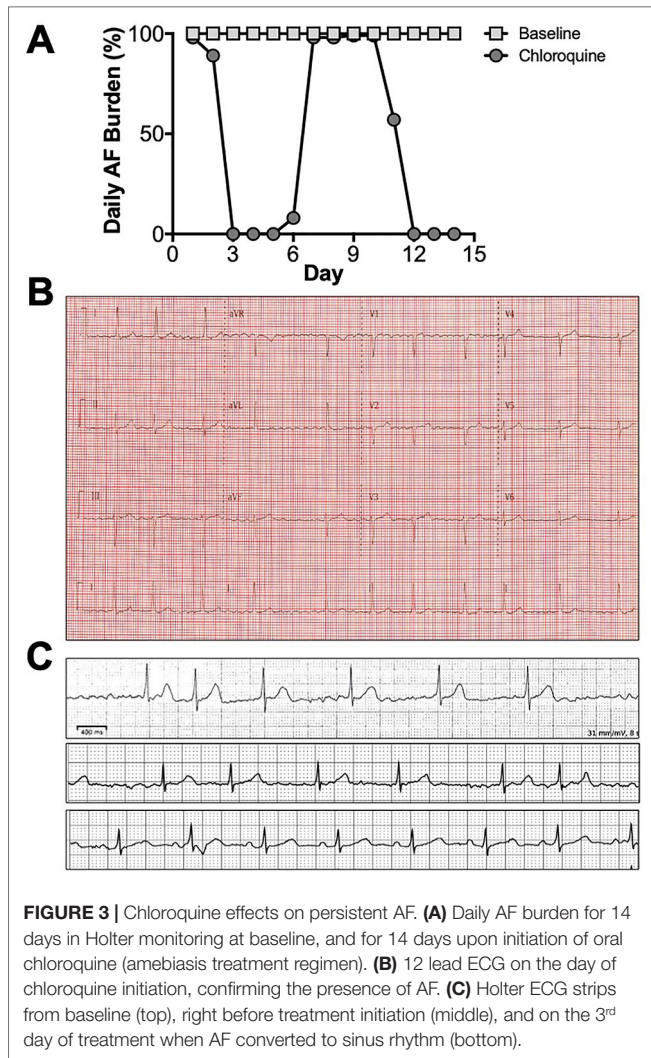 A
Daily AF Burden (%)
100
50
0
0
3
6
9
12
15
Day
Baseline
Chloroquine
B
I
aVR
V1
V4
II
aVL
V2
V5
III
aVF
V3
V6
I
I
I
I
C
400 ms
31 mm/mV, 8 s
FIGURE 3 | Chloroquine effects on persistent AF. (A) Daily AF burden for 14
days in Holter monitoring at baseline, and for 14 days upon initiation of oral
chloroquine (amebiasis treatment regimen). (B) 12 lead ECG on the day of
chloroquine initiation, confirming the presence of AF. (C) Holter ECG strips
from baseline (top), right before treatment initiation (middle), and on the 3rd
day of treatment when AF converted to sinus rhythm (bottom).